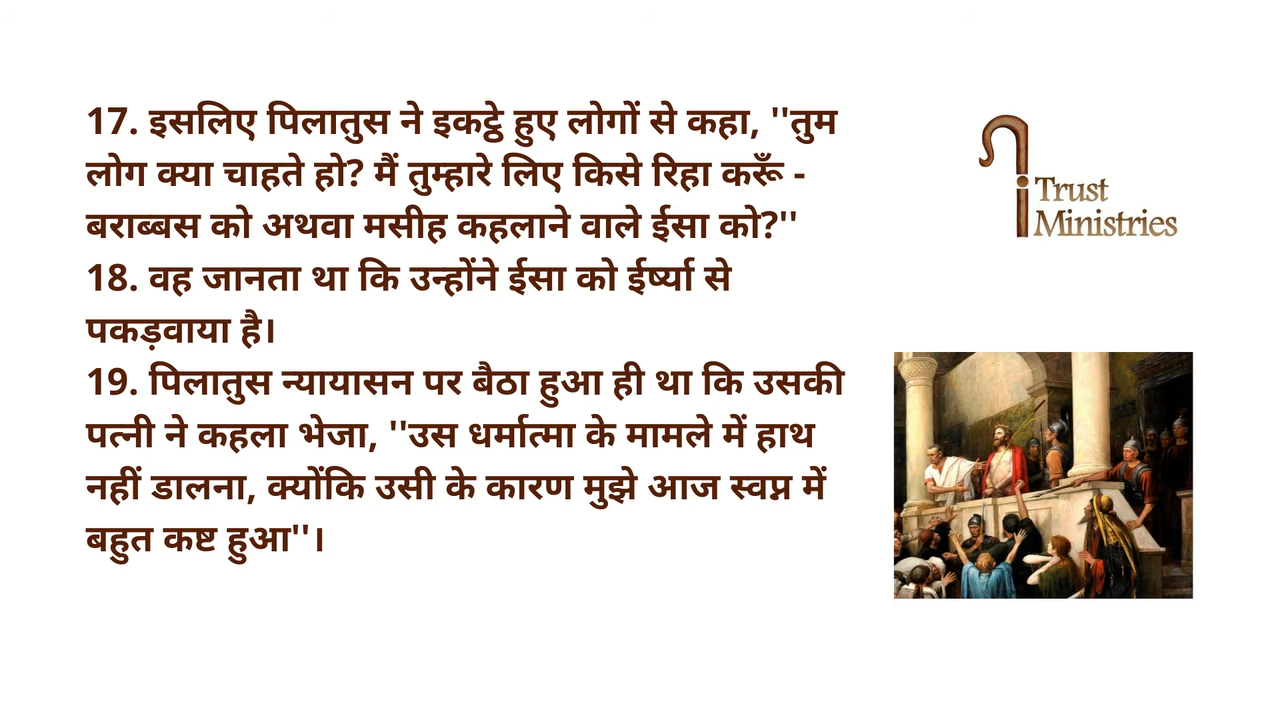 17. इसलिए पिलातुस ने इकट्ठे हुए लोगों से कहा, ''तुम
लोग क्या चाहते हो? मैं तुम्हारे लिए किसे रिहा करूँ -
बराब्बस को अथवा मसीह कहलाने वाले ईसा को?''
18. वह जानता था कि उन्होंने ईसा को ईर्ष्या से
पकड़वाया है।
19. पिलातुस न्यायासन पर बैठा हुआ ही था कि उसकी
पत्नी ने कहला भेजा, ''उस धर्मात्मा के मामले में हाथ
नहीं डालना, क्योंकि उसी के कारण मुझे आज स्वप्न में
बहुत कष्ट हुआ''।
Trust
Ministries